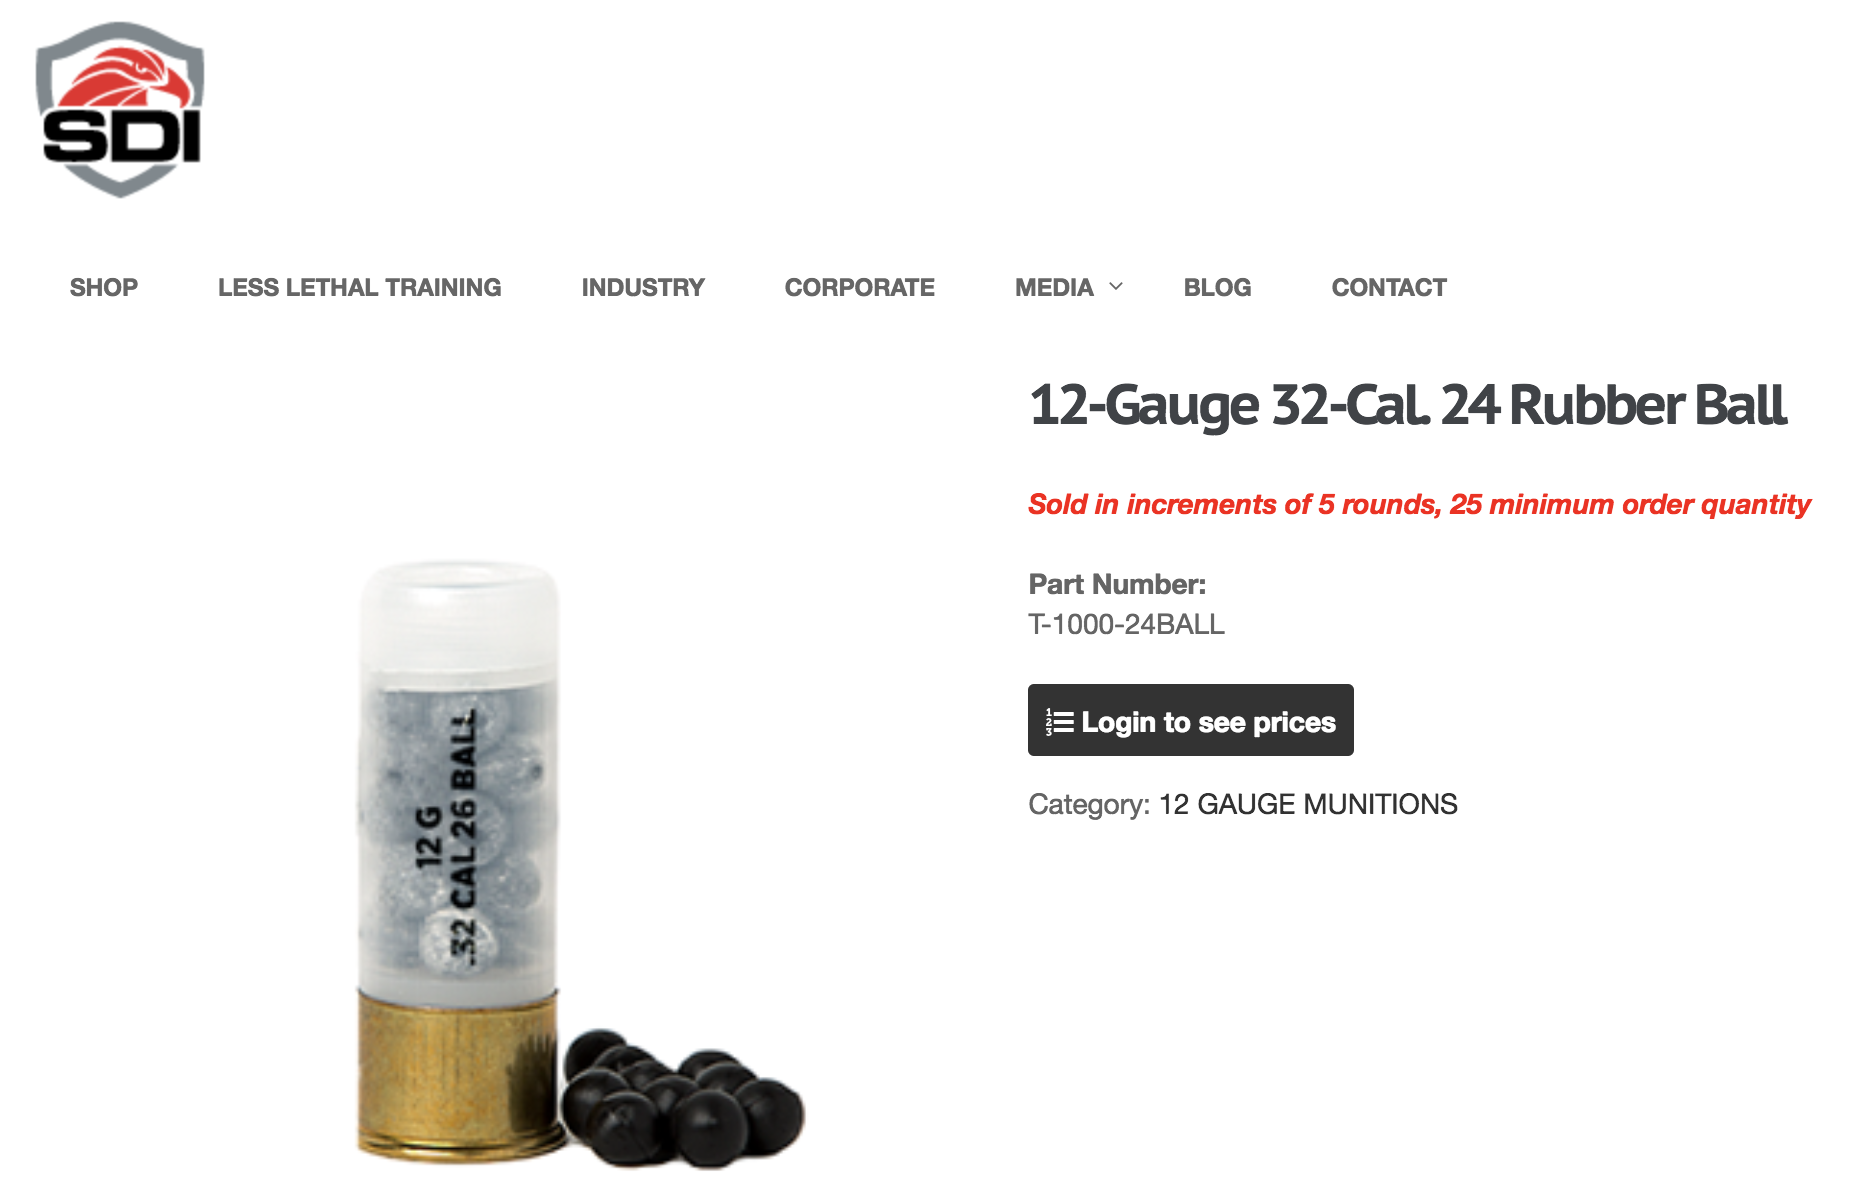 SDI
SHOP LESS LETHAL TRAINING INDUSTRY CORPORATE MEDIA BLOG CONTACT
12-Gauge 32-Cal. 24 Rubber Ball
Sold in increments of 5 rounds, 25 minimum order quantity
Part Number:
T-1000-24BALL
Login to see prices
Category: 12 GAUGE MUNITIONS
12 G
.32 CAL 26 BALL